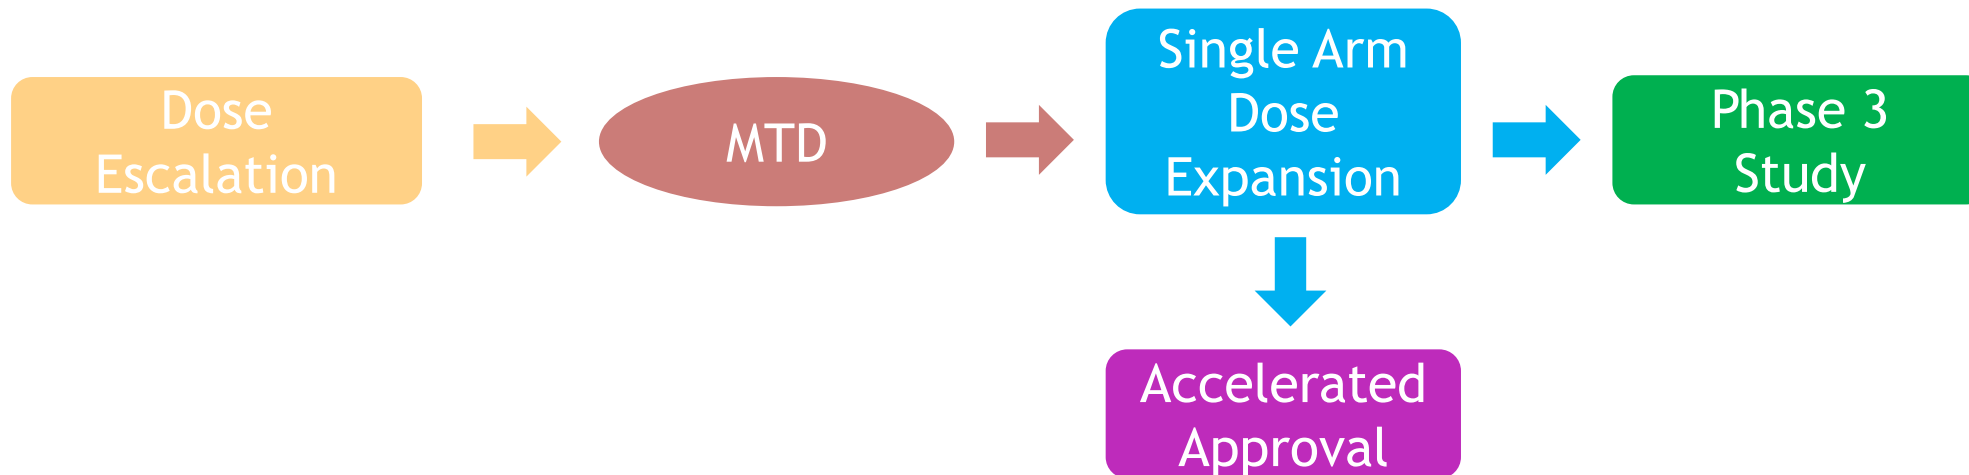 Dose
Escalation
MTD
Single Arm
Dose
Expansion
Phase 3
Study
Accelerated
Approval